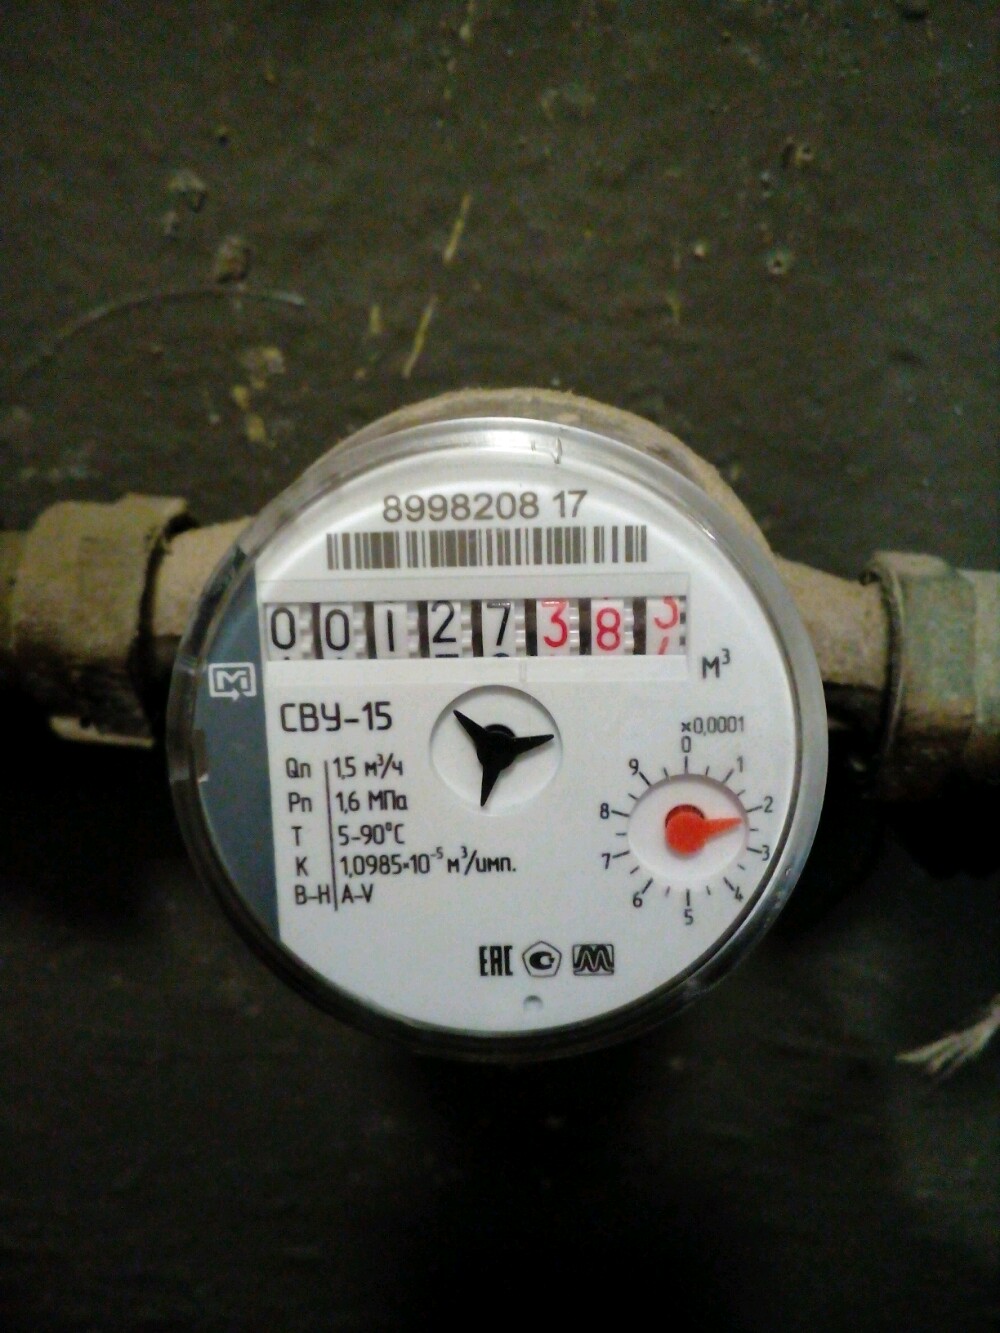 8998208 17
0 0 1 2 7 3 8 3
м³
СВУ-15
×0,0001
0 1 2 3 4 5 6 7 8 9
Qn 1,5 м³/ч
Pn 1,6 МПа
T 5-90°C
K 1,0985×10⁻⁵ м³/имп.
B-H A-V
EAC